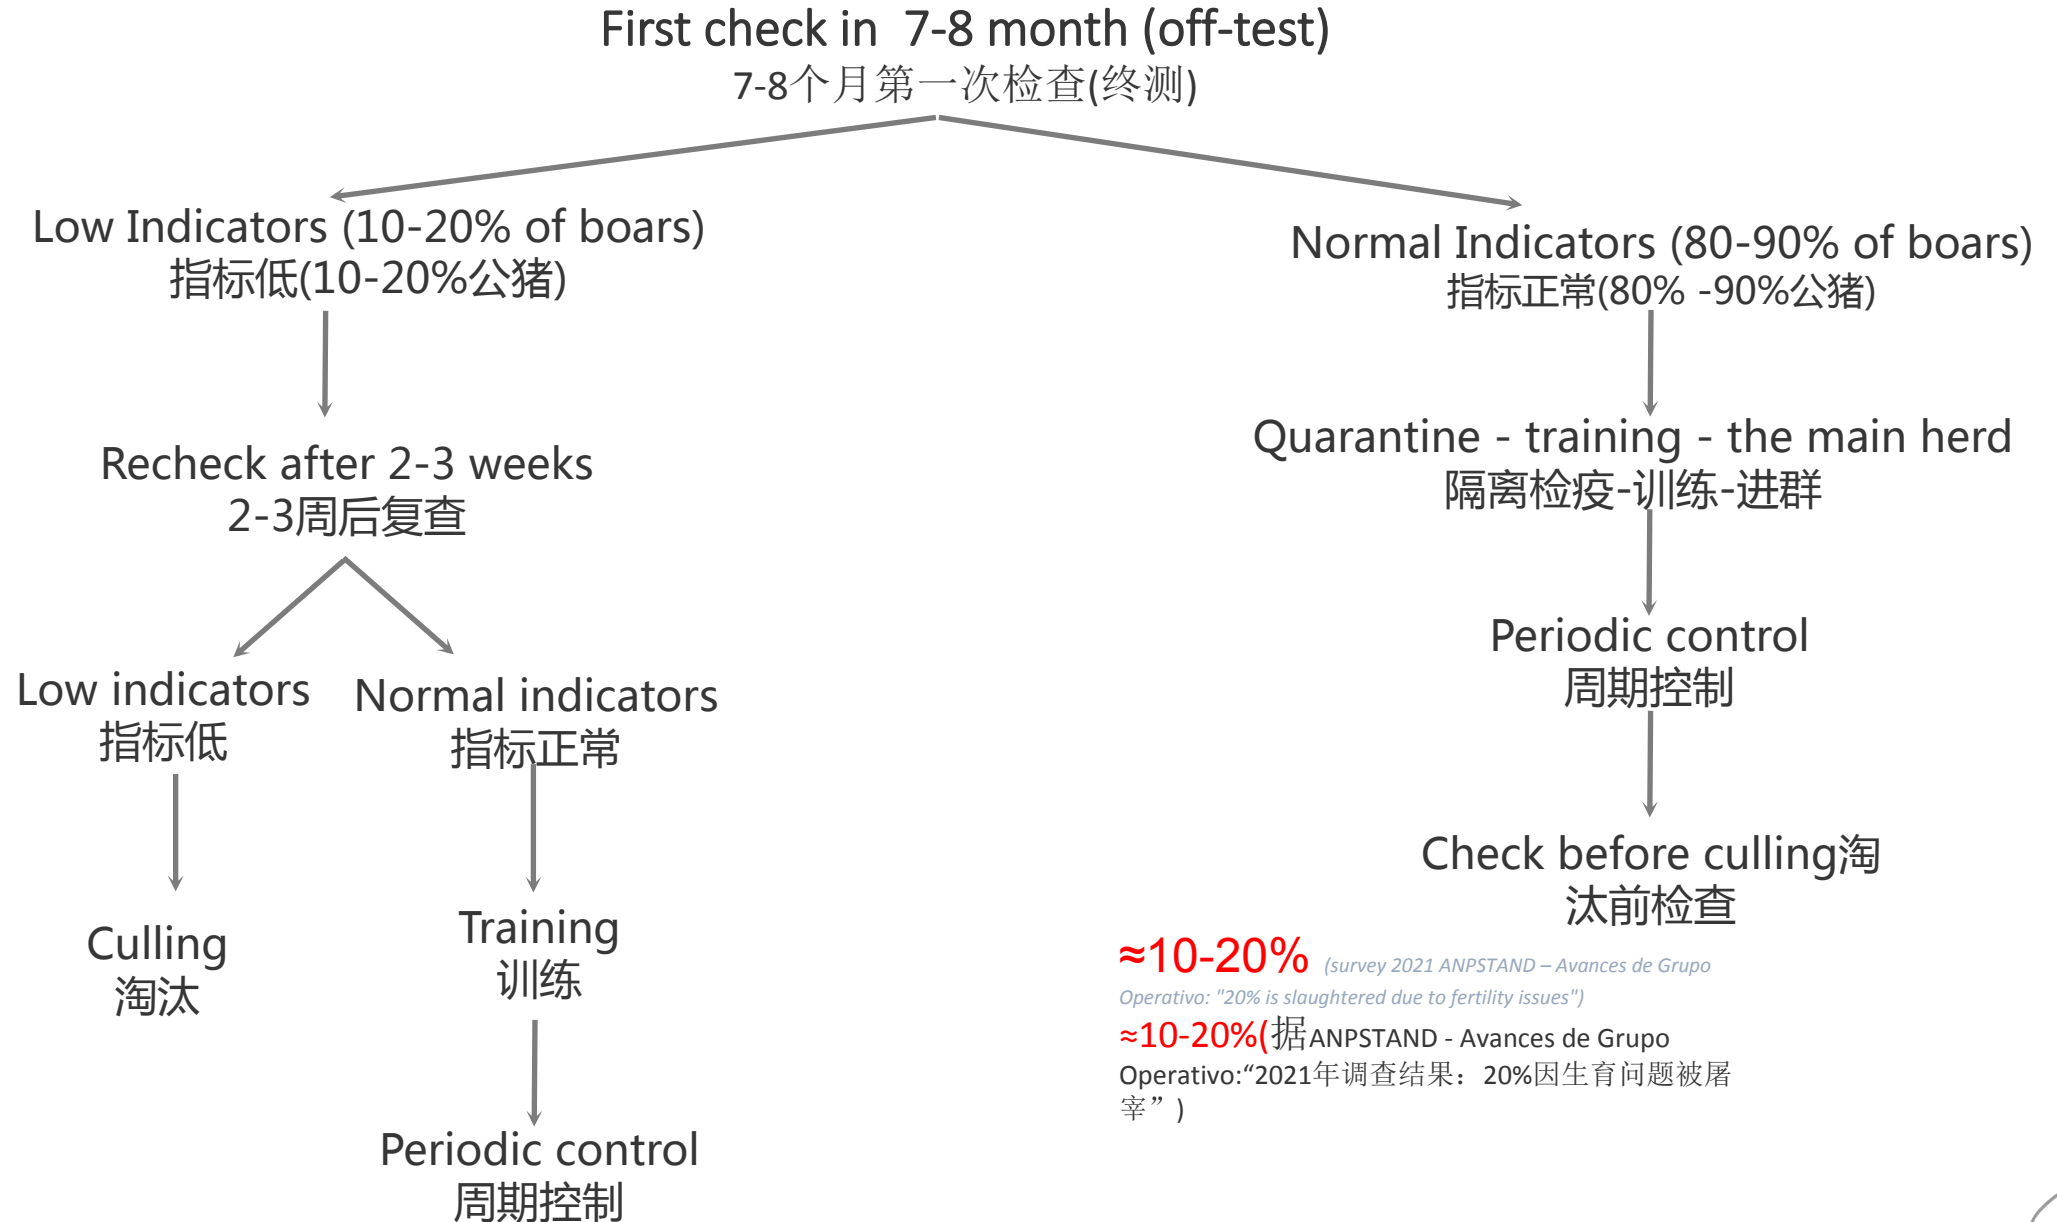 First check in 7-8 month (off-test)
7-8个月第一次检查(终测)
Low Indicators (10-20% of boars)
指标低(10-20%公猪)
Normal Indicators (80-90% of boars)
指标正常(80% -90%公猪)
Recheck after 2-3 weeks
2-3周后复查
Quarantine - training - the main herd
隔离检疫-训练-进群
Low indicators
指标低
Normal indicators
指标正常
Periodic control
周期控制
Culling
淘汰
Training
训练
Check before culling淘
汰前检查
Periodic control
周期控制
≈10-20% (survey 2021 ANPSTAND – Avances de Grupo
Operativo: "20% is slaughtered due to fertility issues")
≈10-20%(据ANPSTAND - Avances de Grupo
Operativo:“2021年调查结果：20%因生育问题被屠
宰”)